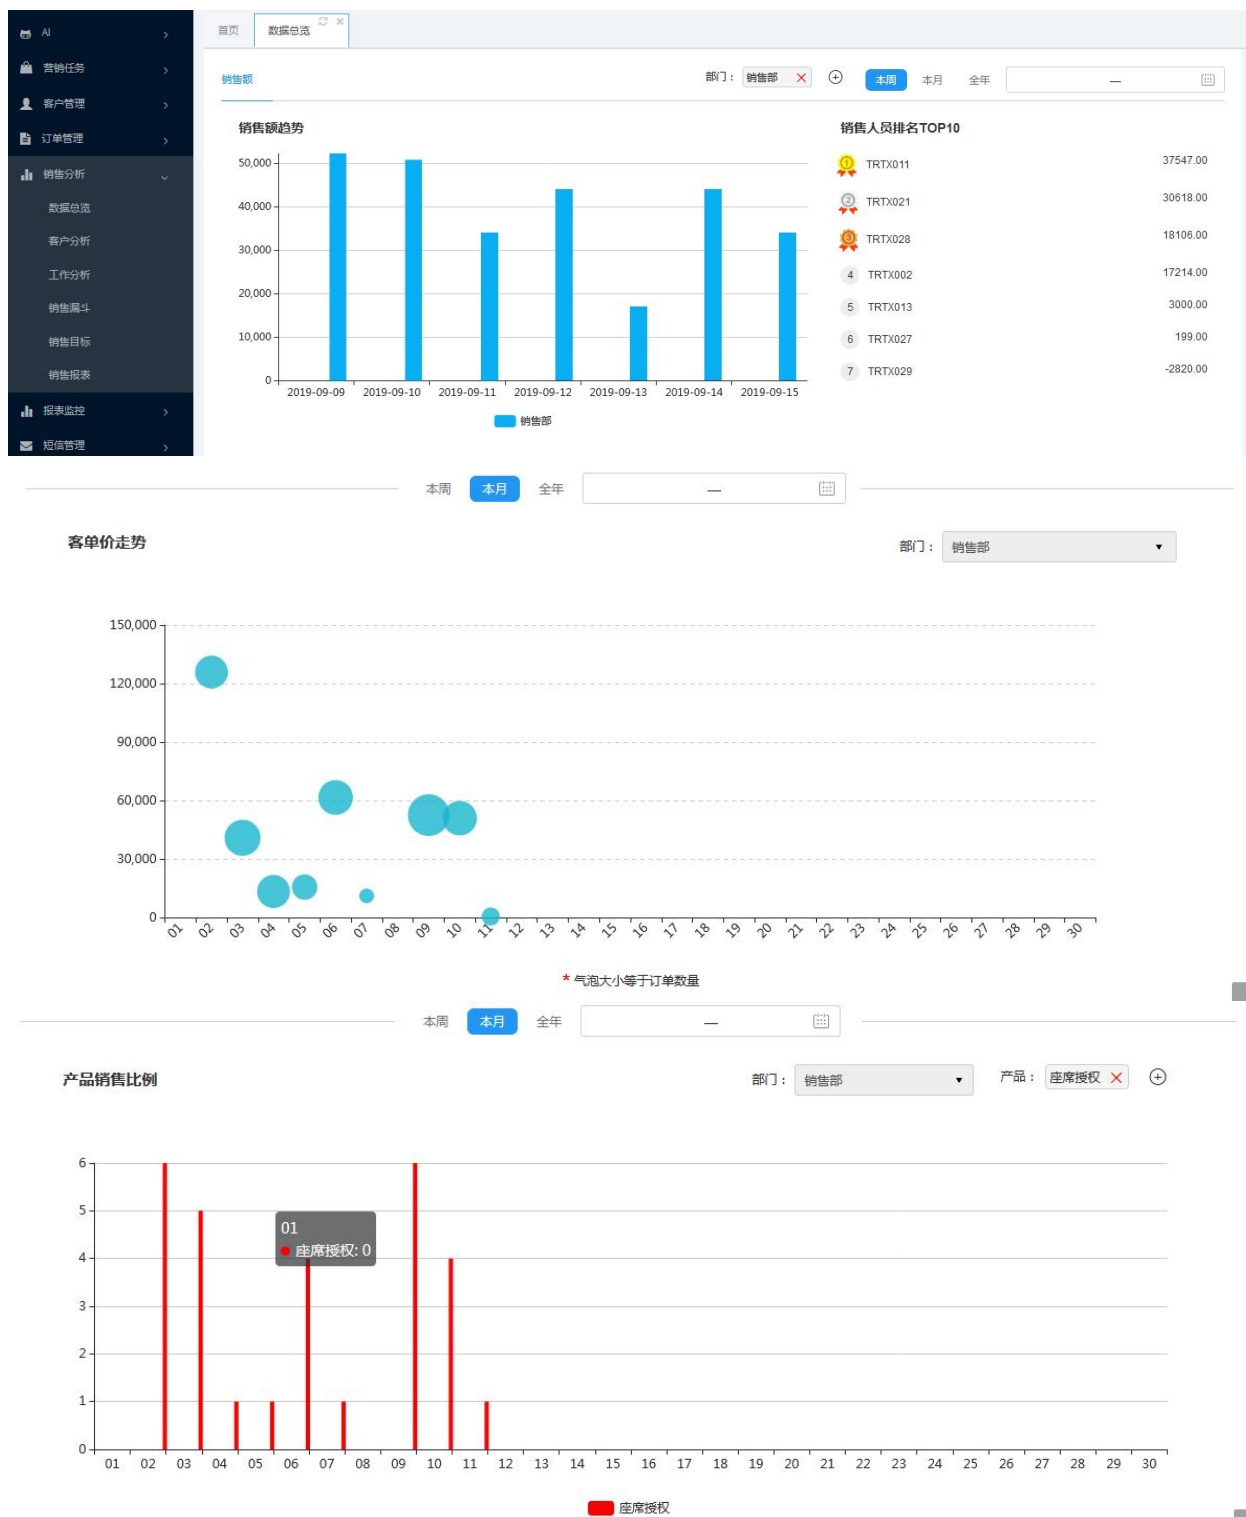 AI
营销任务
客户管理
订单管理
销售分析
数据总览
客户分析
工作分析
销售漏斗
销售目标
销售报表
报表监控
短信管理
首页 数据总览
销售额 部门： 销售部 本周 本月 全年 —
销售额趋势
50,000
40,000
30,000
20,000
10,000
0
2019-09-09 2019-09-10 2019-09-11 2019-09-12 2019-09-13 2019-09-14 2019-09-15
销售部
销售人员排名TOP10
1 TRTX011 37547.00
2 TRTX021 30618.00
3 TRTX028 18106.00
4 TRTX002 17214.00
5 TRTX013 3000.00
6 TRTX027 199.00
7 TRTX029 -2820.00
本周 本月 全年 —
客单价走势 部门： 销售部
150,000
120,000
90,000
60,000
30,000
0
01 02 03 04 05 06 07 08 09 10 11 12 13 14 15 16 17 18 19 20 21 22 23 24 25 26 27 28 29 30
* 气泡大小等于订单数量
本周 本月 全年 —
产品销售比例 部门： 销售部 产品： 座席授权
6
5
4
3
2
1
0
01
座席授权: 0
01 02 03 04 05 06 07 08 09 10 11 12 13 14 15 16 17 18 19 20 21 22 23 24 25 26 27 28 29 30
座席授权